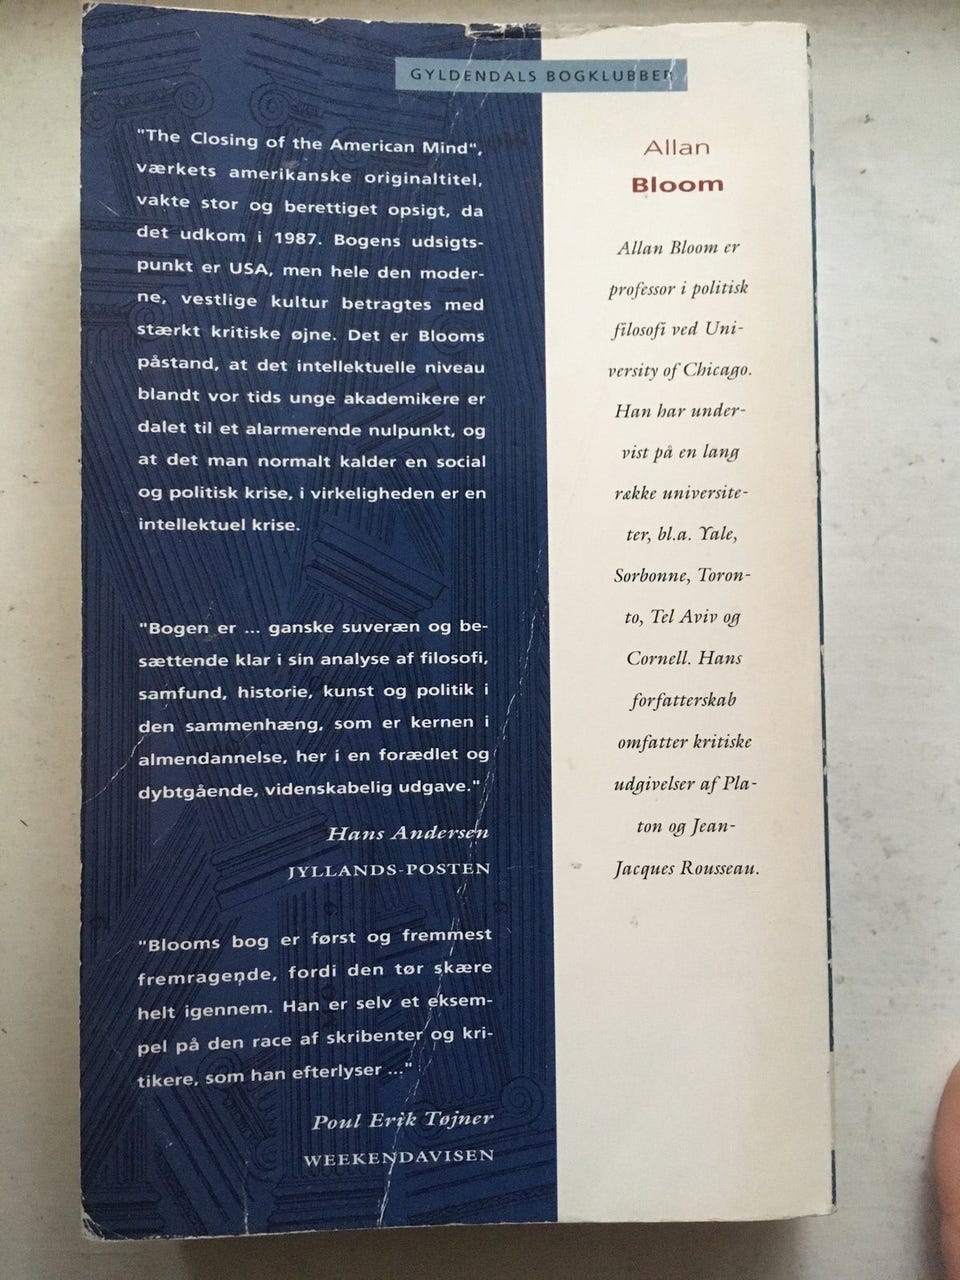 GYLDENDALS BOGKLUBBER
"The Closing of the American Mind",
værkets amerikanske originaltitel,
vakte stor og berettiget opsigt, da
det udkom i 1987. Bogens udsigts-
punkt er USA, men hele den moder-
ne, vestlige kultur betragtes med
stærkt kritiske øjne. Det er Blooms
påstand, at det intellektuelle niveau
blandt vor tids unge akademikere er
dalet til et alarmerende nulpunkt, og
at det man normalt kalder en social
og politisk krise, i virkeligheden er en
intellektuel krise.
"Bogen er ... ganske suveræn og be-
sættende klar i sin analyse af filosofi,
samfund, historie, kunst og politik i
den sammenhæng, som er kernen i
almendannelse, her i en forædlet og
dybtgående, videnskabelig udgave."
Hans Andersen
JYLLANDS-POSTEN
"Blooms bog er først og fremmest
fremragende, fordi den tør skære
helt igennem. Han er selv et eksem-
pel på den race af skribenter og kri-
tikere, som han efterlyser ..."
Poul Erik Tøjner
WEEKENDAVISEN
Allan
Bloom
Allan Bloom er
professor i politisk
filosofi ved Uni-
versity of Chicago.
Han har under-
vist på en lang
række universite-
ter, bl.a. Yale,
Sorbonne, Toron-
to, Tel Aviv og
Cornell. Hans
forfatterskab
omfatter kritiske
udgivelser af Pla-
ton og Jean-
Jacques Rousseau.